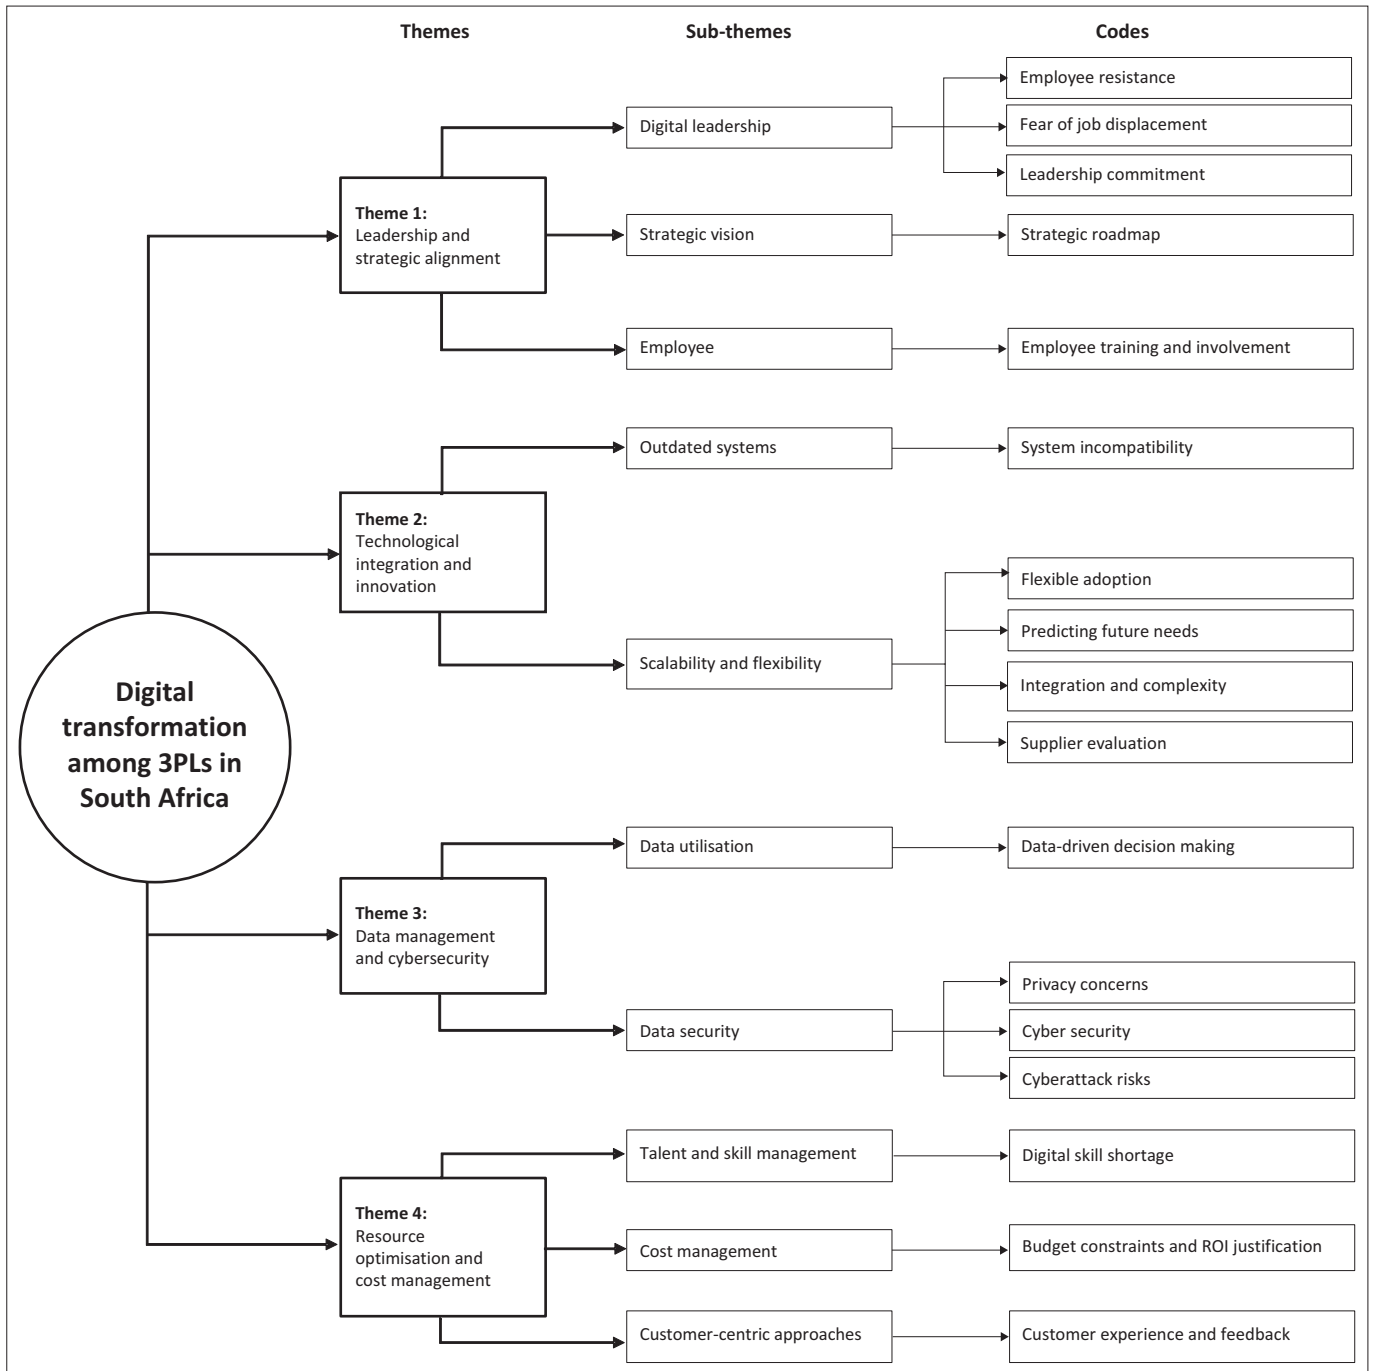 Themes
Sub-themes
Codes
Digital
transformation
among 3PLs in
South Africa
Theme 1:
Leadership and
strategic alignment
Digital leadership
Employee resistance
Fear of job displacement
Leadership commitment
Strategic vision
Strategic roadmap
Employee
Employee training and involvement
Theme 2:
Technological
integration and
innovation
Outdated systems
System incompatibility
Scalability and flexibility
Flexible adoption
Predicting future needs
Integration and complexity
Supplier evaluation
Theme 3:
Data management
and cybersecurity
Data utilisation
Data-driven decision making
Data security
Privacy concerns
Cyber security
Cyberattack risks
Theme 4:
Resource
optimisation and
cost management
Talent and skill management
Digital skill shortage
Cost management
Budget constraints and ROI justification
Customer-centric approaches
Customer experience and feedback